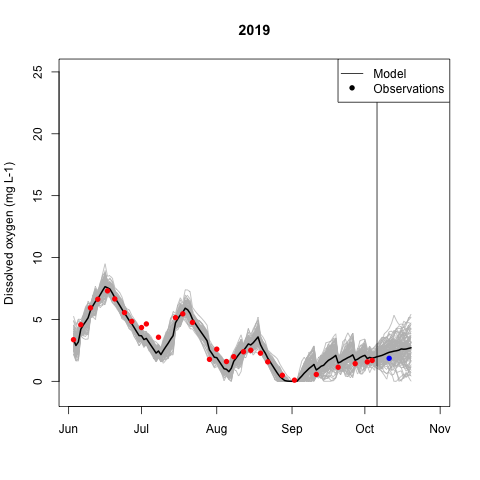 2019
Model
Observations
Dissolved oxygen (mg L-1)
25
20
15
10
5
0
Jun Jul Aug Sep Oct Nov